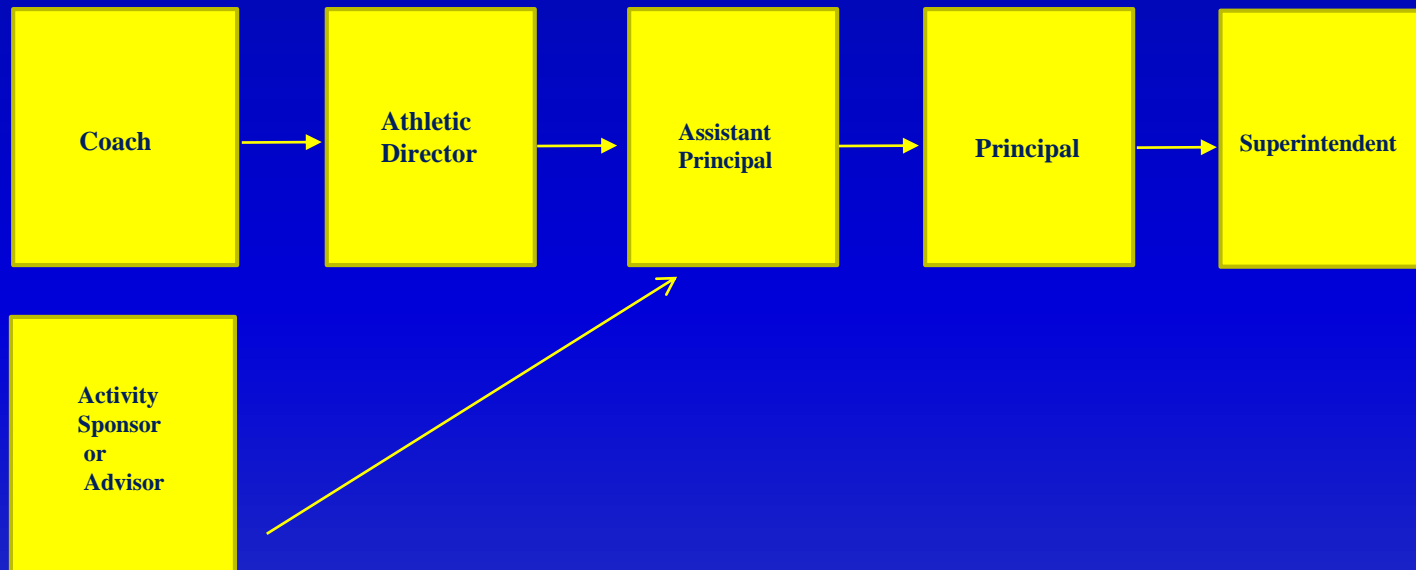 Coach
Athletic
Director
Assistant
Principal
Principal
Superintendent
Activity
Sponsor
or
Advisor